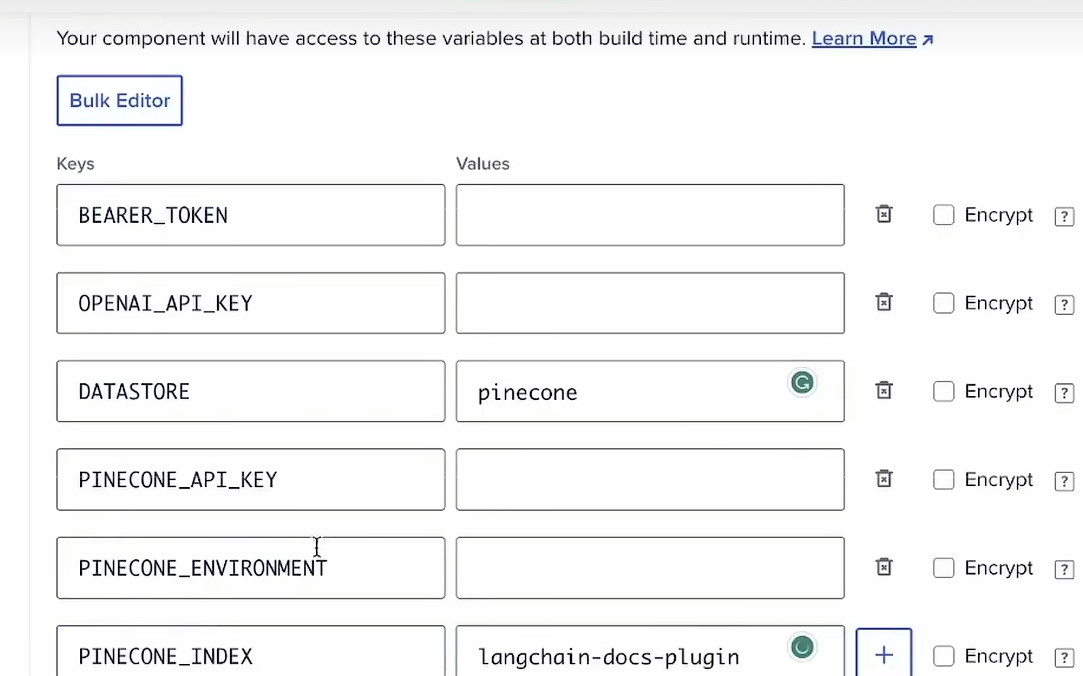 Your component will have access to these variables at both build time and runtime. Learn More
Bulk Editor
Keys Values
BEARER_TOKEN Encrypt ?
OPENAI_API_KEY Encrypt ?
DATASTORE pinecone Encrypt ?
PINECONE_API_KEY Encrypt ?
PINECONE_ENVIRONMENT Encrypt ?
PINECONE_INDEX langchain-docs-plugin + Encrypt ?